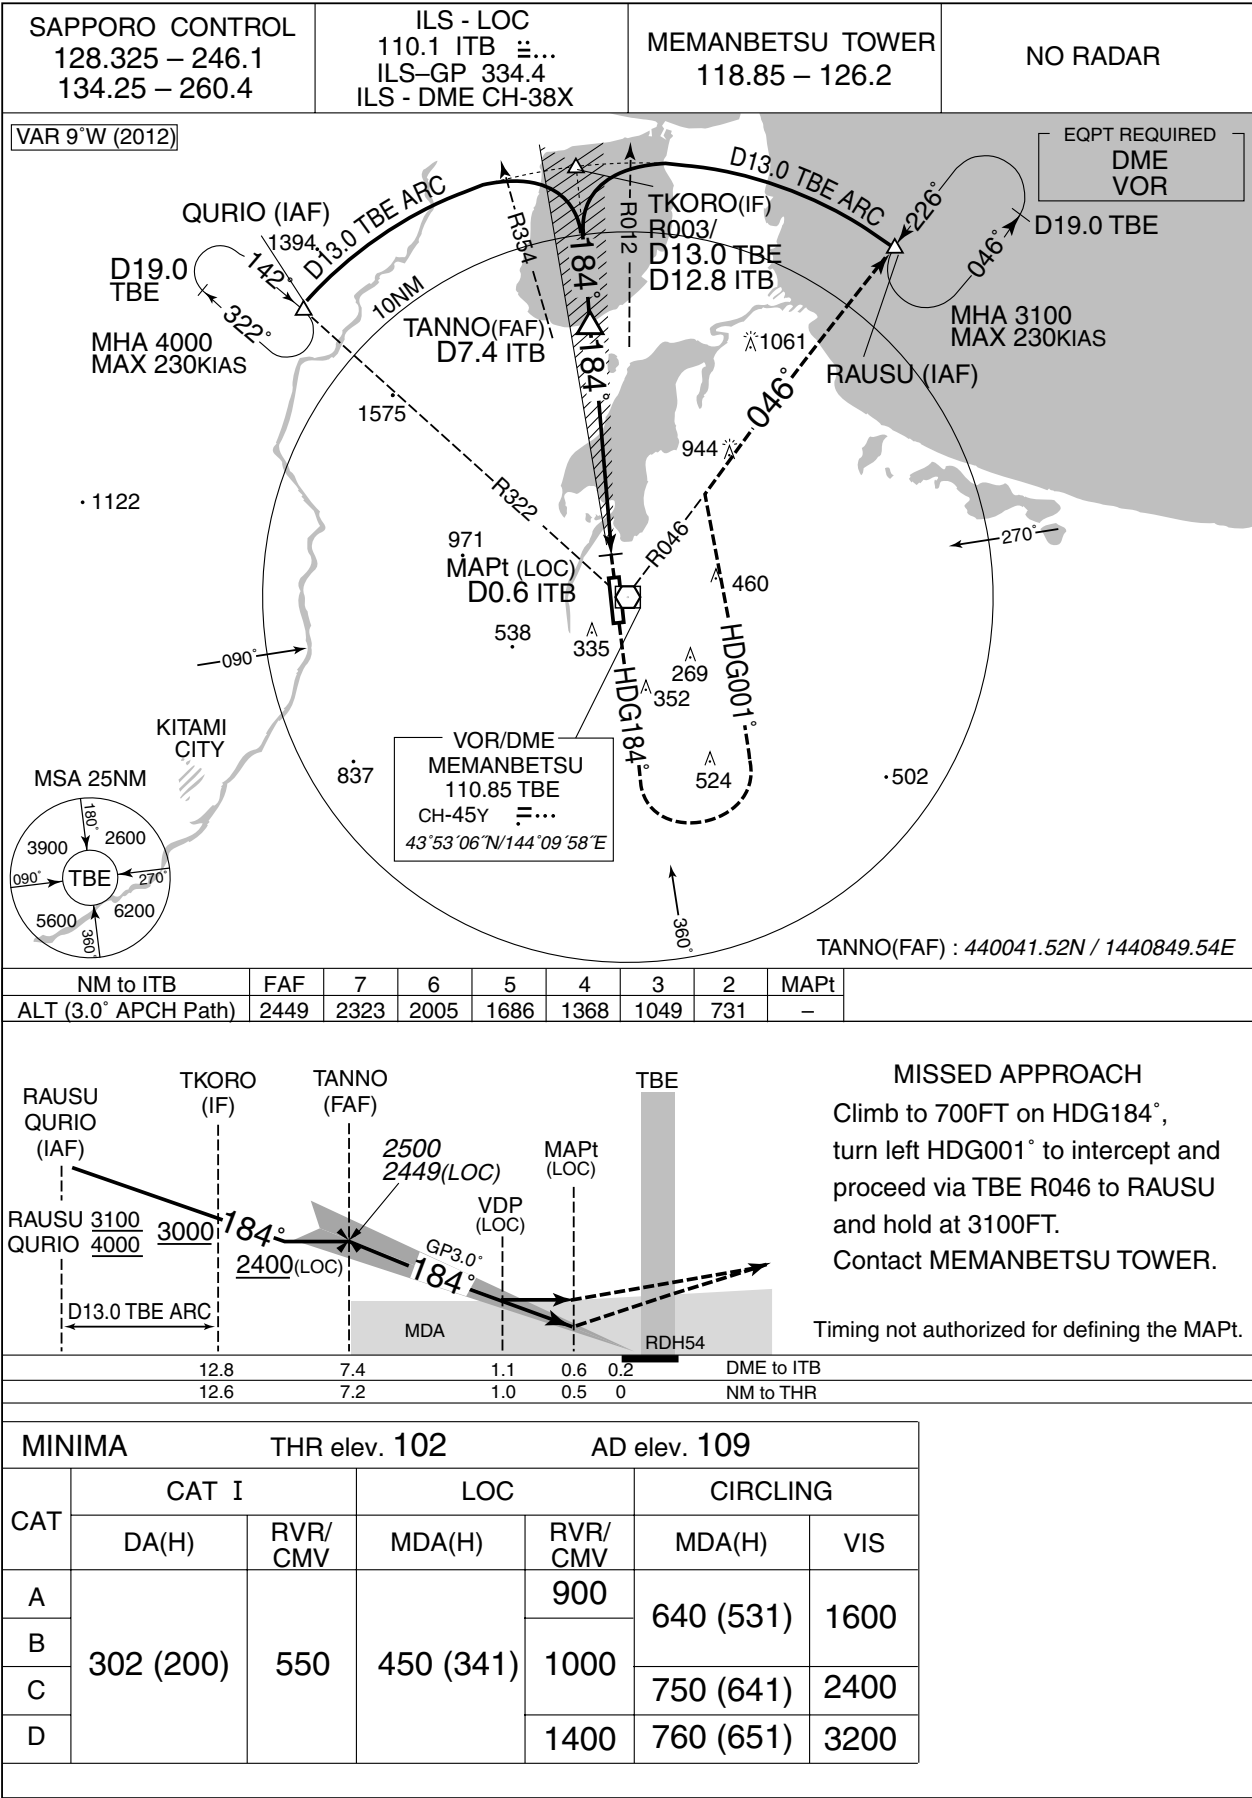 SAPPORO CONTROL
128.325 – 246.1
134.25 – 260.4
ILS - LOC
110.1 ITB
ILS–GP 334.4
ILS - DME CH-38X
MEMANBETSU TOWER
118.85 – 126.2
NO RADAR
VAR 9°W (2012)
EQPT REQUIRED
DME
VOR
D13.0 TBE ARC
D13.0 TBE ARC
QURIO (IAF)
1394
D19.0
TBE
142°
322°
MHA 4000
MAX 230KIAS
10NM
R354
R012
TKORO(IF)
R003/
D13.0 TBE
D12.8 ITB
184°
226°
046°
D19.0 TBE
MHA 3100
MAX 230KIAS
RAUSU (IAF)
TANNO(FAF)
D7.4 ITB
184°
1061
046°
1575
944
1122
R322
R046
270°
971
MAPt (LOC)
D0.6 ITB
460
538
335
269
352
HDG184°
HDG001°
090°
KITAMI
CITY
837
524
502
VOR/DME
MEMANBETSU
110.85 TBE
CH-45Y
43°53´06˝N/144°09´58˝E
MSA 25NM
180°
3900
2600
090°
TBE
270°
5600
6200
360°
360°
TANNO(FAF) : 440041.52N / 1440849.54E
NM to ITB FAF 7 6 5 4 3 2 MAPt
ALT (3.0° APCH Path) 2449 2323 2005 1686 1368 1049 731 –
RAUSU
QURIO
(IAF)
TKORO
(IF)
TANNO
(FAF)
2500
2449(LOC)
VDP
(LOC)
MAPt
(LOC)
TBE
RAUSU 3100
QURIO 4000
3000
184°
2400(LOC)
GP3.0°
184°
D13.0 TBE ARC
MDA
RDH54
12.8 7.4 1.1 0.6 0.2 DME to ITB
12.6 7.2 1.0 0.5 0 NM to THR
MISSED APPROACH
Climb to 700FT on HDG184°,
turn left HDG001° to intercept and
proceed via TBE R046 to RAUSU
and hold at 3100FT.
Contact MEMANBETSU TOWER.
Timing not authorized for defining the MAPt.
MINIMA THR elev. 102 AD elev. 109
CAT CAT I LOC CIRCLING
DA(H) RVR/CMV MDA(H) RVR/CMV MDA(H) VIS
A 900
640 (531) 1600
B
302 (200) 550 450 (341) 1000
C 750 (641) 2400
D 1400 760 (651) 3200